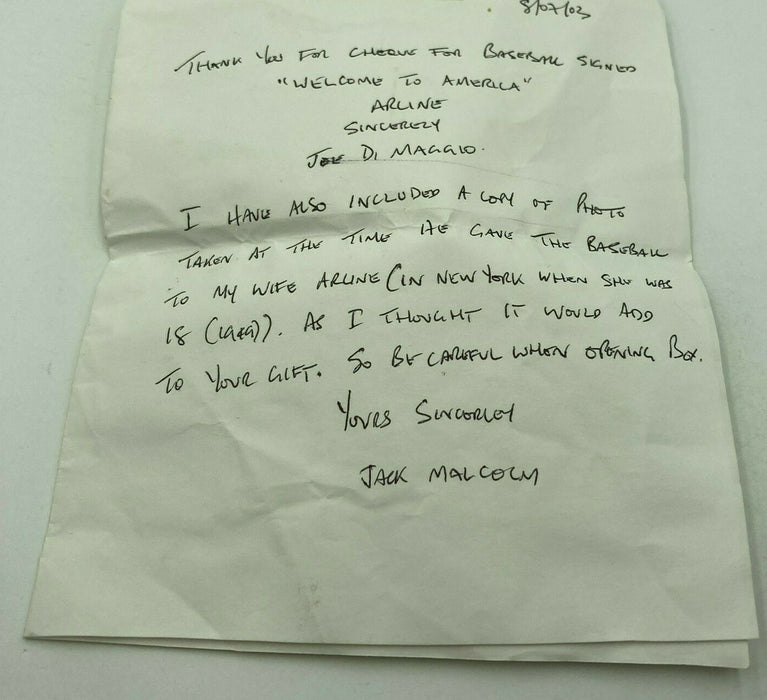 8/07/03
THANK YOU FOR CHEQUE FOR BASEBALL SIGNED
"WELCOME TO AMERICA"
ARLINE
SINCERELY
JOE DI MAGGIO.
I HAVE ALSO INCLUDED A COPY OF PHOTO
TAKEN AT THE TIME HE GAVE THE BASEBALL
TO MY WIFE ARLINE (IN NEW YORK WHEN SHE WAS
18 (1949)). AS I THOUGHT IT WOULD ADD
TO YOUR GIFT. SO BE CAREFUL WHEN OPENING BOX.
YOURS SINCERLEY
JACK MALCOLM